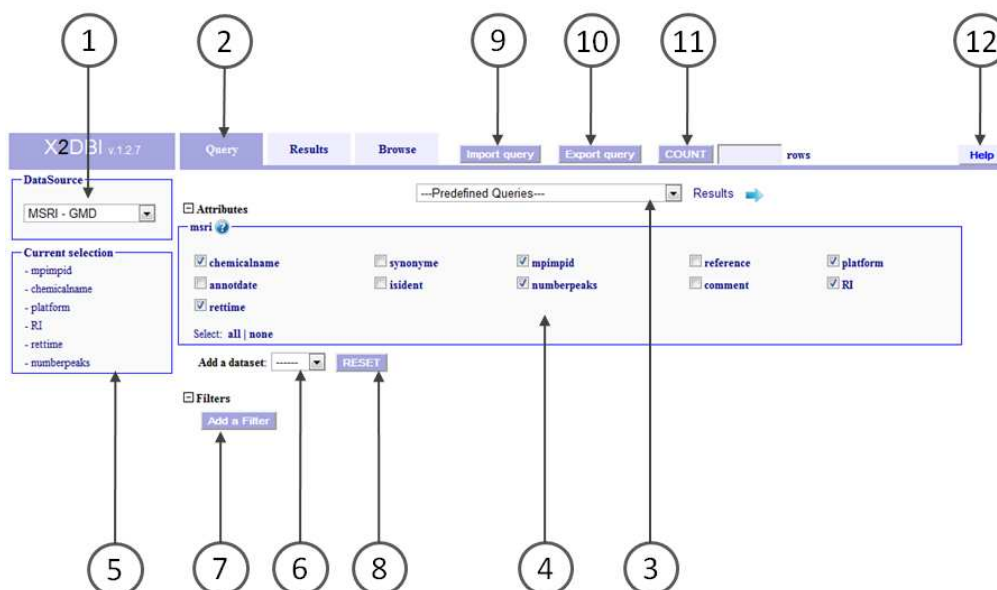 1
2
9
10
11
12
X2DBI v.1.2.7
Query
Results
Browse
Import query
Export query
COUNT
rows
Help
DataSource
MSRI - GMD
---Predefined Queries---
Results
Attributes
msri ?
chemicalname
synonyme
mpimpid
reference
platform
annotdate
isident
numberpeaks
comment
RI
rettime
Select: all | none
Current selection
- mpimpid
- chemicalname
- platform
- RI
- rettime
- numberpeaks
Add a dataset: ------
RESET
Filters
Add a Filter
5
7
6
8
4
3